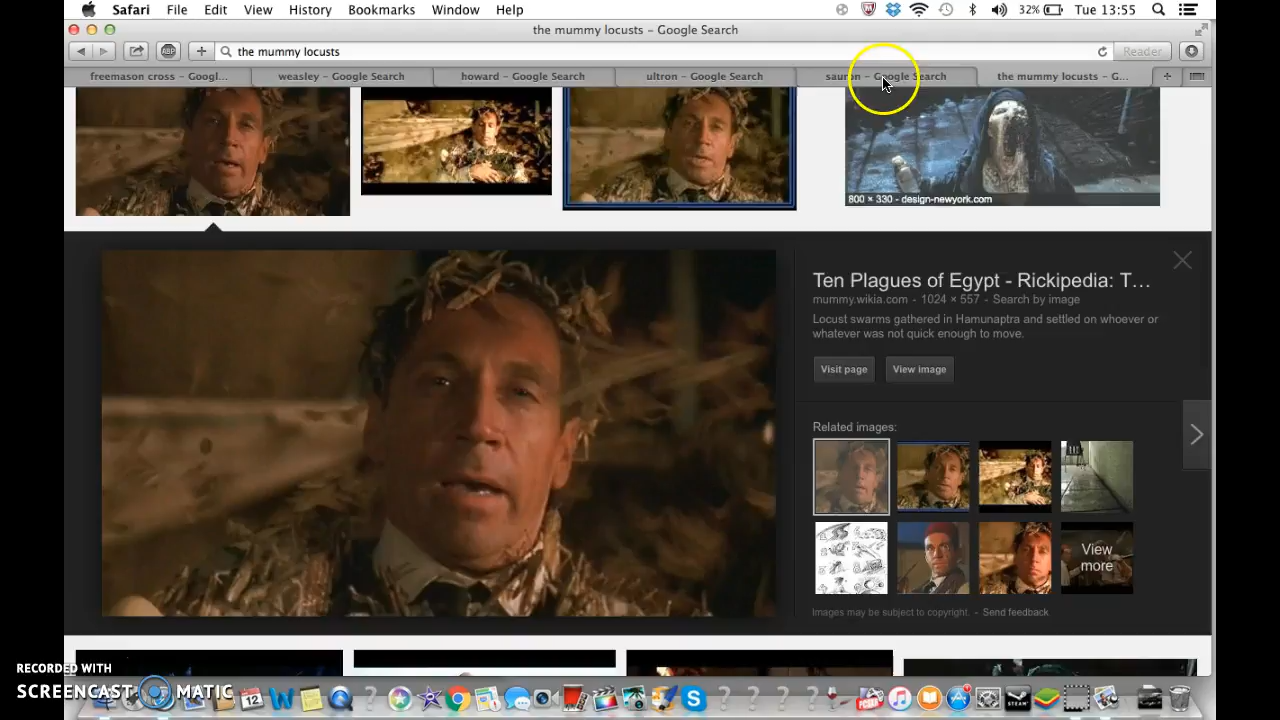 Safari File Edit View History Bookmarks Window Help 32% Tue 13:55
the mummy locusts – Google Search
ABP the mummy locusts Reader
freemason cross – Googl... weasley – Google Search howard – Google Search ultron – Google Search sauron – Google Search the mummy locusts – G...
800 × 330 - design-newyork.com
Ten Plagues of Egypt - Rickipedia: T...
mummy.wikia.com - 1024 × 557 - Search by image
Locust swarms gathered in Hamunaptra and settled on whoever or
whatever was not quick enough to move.
Visit page View image
Related images:
View
more
Images may be subject to copyright. - Send feedback
RECORDED WITH
SCREENCAST MATIC
12
STEAM